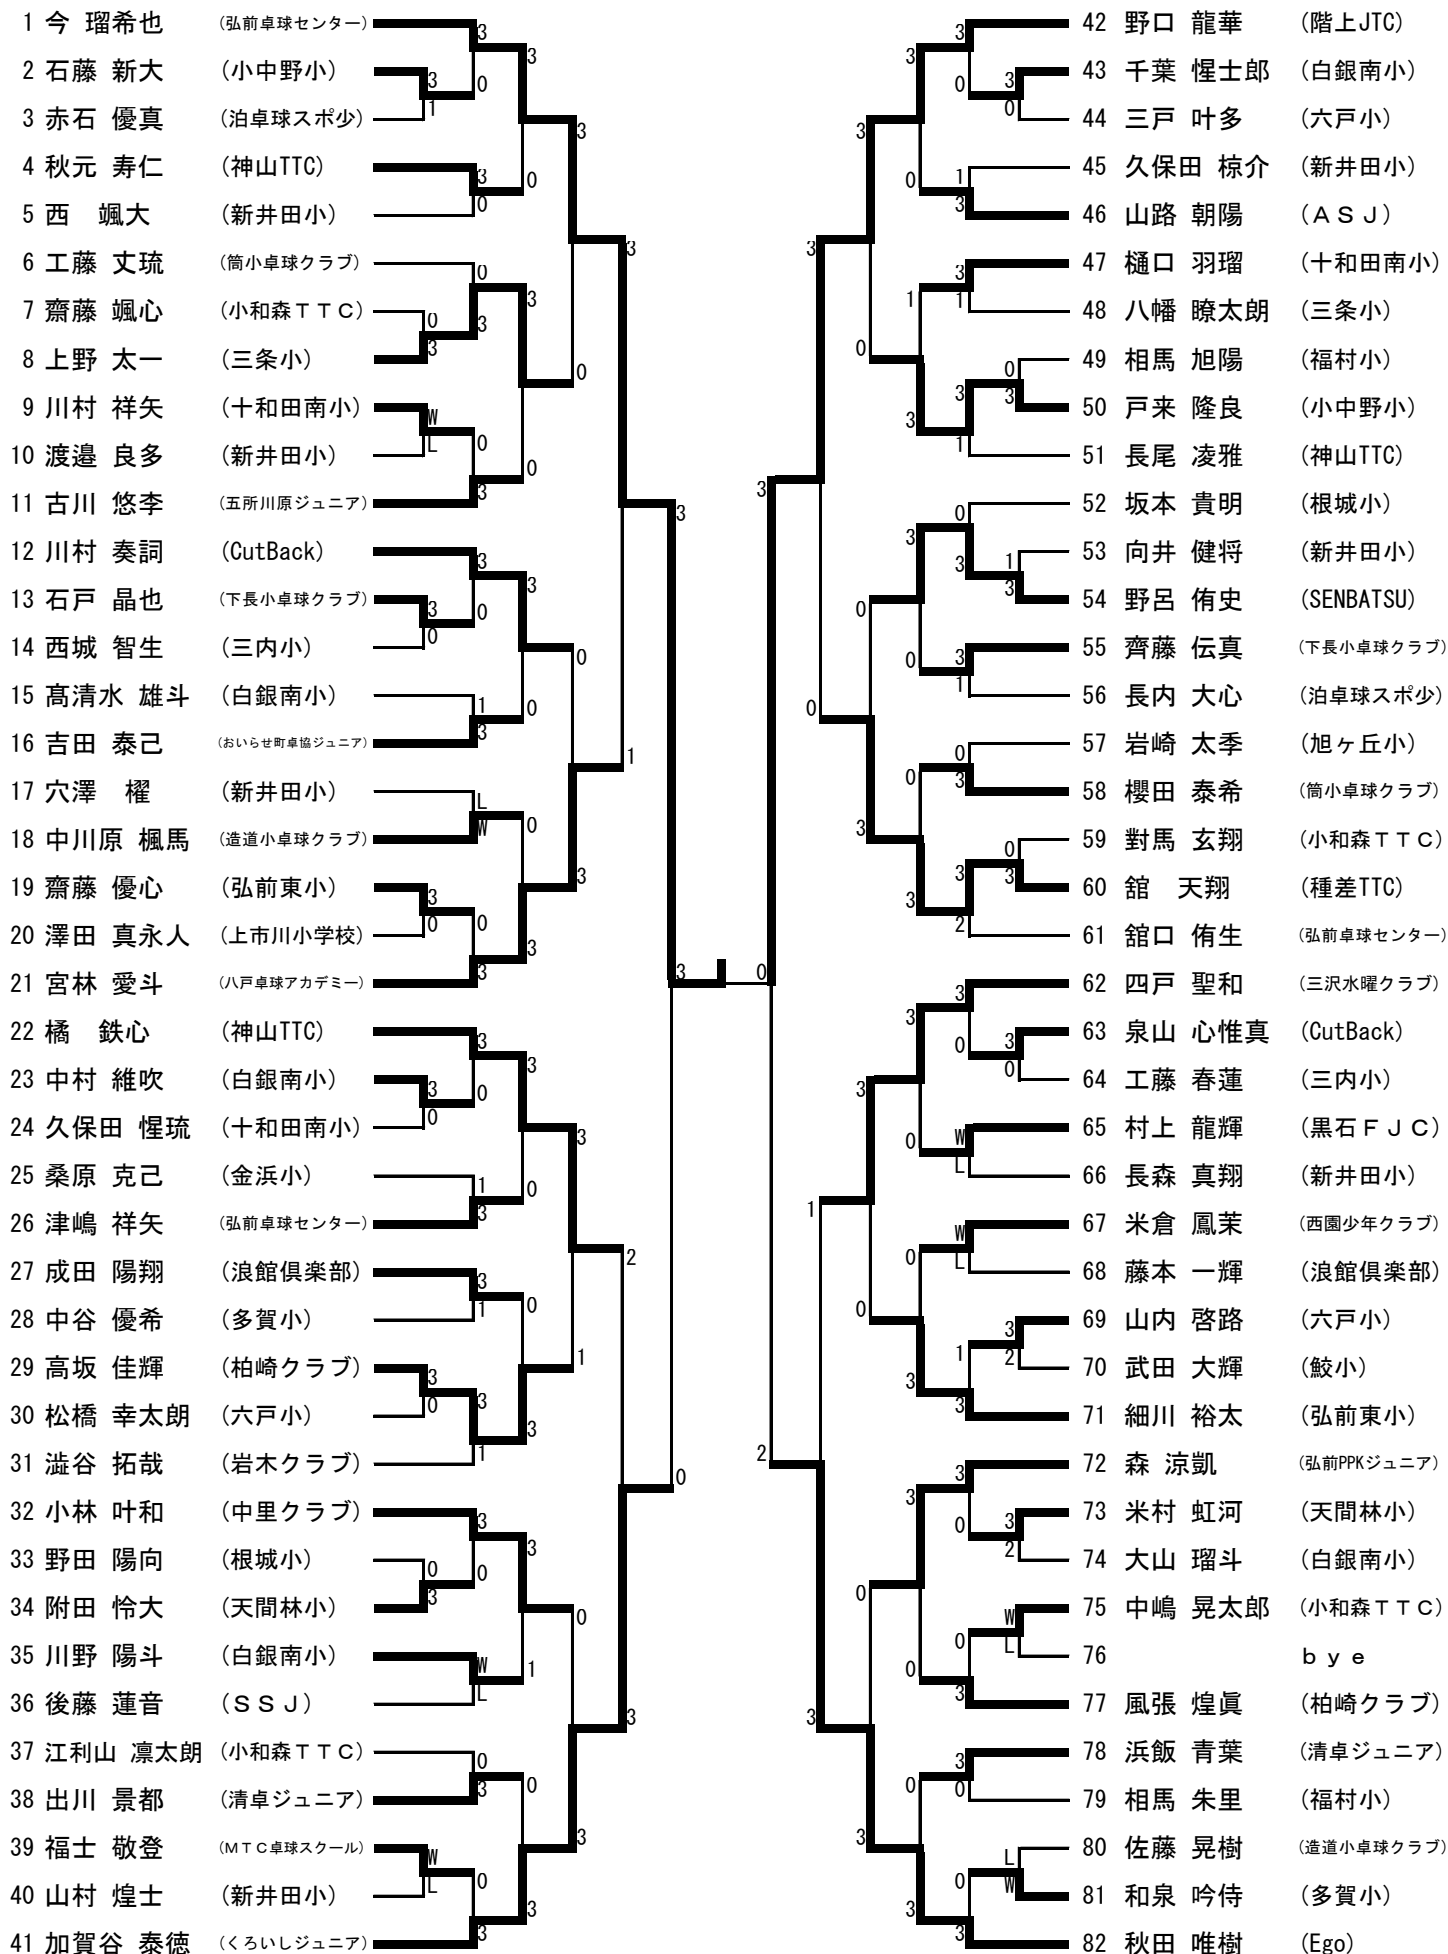 1 今 瑠希也 (弘前卓球センター)
2 石藤 新大 (小中野小)
3 赤石 優真 (泊卓球スポ少)
4 秋元 寿仁 (神山TTC)
5 西 颯大 (新井田小)
6 工藤 丈琉 (筒小卓球クラブ)
7 齋藤 颯心 (小和森ＴＴＣ)
8 上野 太一 (三条小)
9 川村 祥矢 (十和田南小)
10 渡邉 良多 (新井田小)
11 古川 悠李 (五所川原ジュニア)
12 川村 奏詞 (CutBack)
13 石戸 晶也 (下長小卓球クラブ)
14 西城 智生 (三内小)
15 髙清水 雄斗 (白銀南小)
16 吉田 泰己 (おいらせ町卓協ジュニア)
17 穴澤 櫂 (新井田小)
18 中川原 楓馬 (造道小卓球クラブ)
19 齋藤 優心 (弘前東小)
20 澤田 真永人 (上市川小学校)
21 宮林 愛斗 (八戸卓球アカデミー)
22 橘 鉄心 (神山TTC)
23 中村 維吹 (白銀南小)
24 久保田 惺琉 (十和田南小)
25 桑原 克己 (金浜小)
26 津嶋 祥矢 (弘前卓球センター)
27 成田 陽翔 (浪館倶楽部)
28 中谷 優希 (多賀小)
29 高坂 佳輝 (柏崎クラブ)
30 松橋 幸太朗 (六戸小)
31 澁谷 拓哉 (岩木クラブ)
32 小林 叶和 (中里クラブ)
33 野田 陽向 (根城小)
34 附田 怜大 (天間林小)
35 川野 陽斗 (白銀南小)
36 後藤 蓮音 (ＳＳＪ)
37 江利山 凛太朗 (小和森ＴＴＣ)
38 出川 景都 (清卓ジュニア)
39 福士 敬登 (ＭＴＣ卓球スクール)
40 山村 煌士 (新井田小)
41 加賀谷 泰徳 (くろいしジュニア)
42 野口 龍華 (階上JTC)
43 千葉 惺士郎 (白銀南小)
44 三戸 叶多 (六戸小)
45 久保田 椋介 (新井田小)
46 山路 朝陽 (ＡＳＪ)
47 樋口 羽瑠 (十和田南小)
48 八幡 瞭太朗 (三条小)
49 相馬 旭陽 (福村小)
50 戸来 隆良 (小中野小)
51 長尾 凌雅 (神山TTC)
52 坂本 貴明 (根城小)
53 向井 健将 (新井田小)
54 野呂 侑史 (SENBATSU)
55 齊藤 伝真 (下長小卓球クラブ)
56 長内 大心 (泊卓球スポ少)
57 岩崎 太季 (旭ヶ丘小)
58 櫻田 泰希 (筒小卓球クラブ)
59 對馬 玄翔 (小和森ＴＴＣ)
60 舘 天翔 (種差TTC)
61 舘口 侑生 (弘前卓球センター)
62 四戸 聖和 (三沢水曜クラブ)
63 泉山 心惟真 (CutBack)
64 工藤 春蓮 (三内小)
65 村上 龍輝 (黒石ＦＪＣ)
66 長森 真翔 (新井田小)
67 米倉 鳳茉 (西園少年クラブ)
68 藤本 一輝 (浪館倶楽部)
69 山内 啓路 (六戸小)
70 武田 大輝 (鮫小)
71 細川 裕太 (弘前東小)
72 森 涼凱 (弘前PPKジュニア)
73 米村 虹河 (天間林小)
74 大山 瑠斗 (白銀南小)
75 中嶋 晃太郎 (小和森ＴＴＣ)
76 ｂｙｅ
77 風張 煌眞 (柏崎クラブ)
78 浜飯 青葉 (清卓ジュニア)
79 相馬 朱里 (福村小)
80 佐藤 晃樹 (造道小卓球クラブ)
81 和泉 吟侍 (多賀小)
82 秋田 唯樹 (Ego)